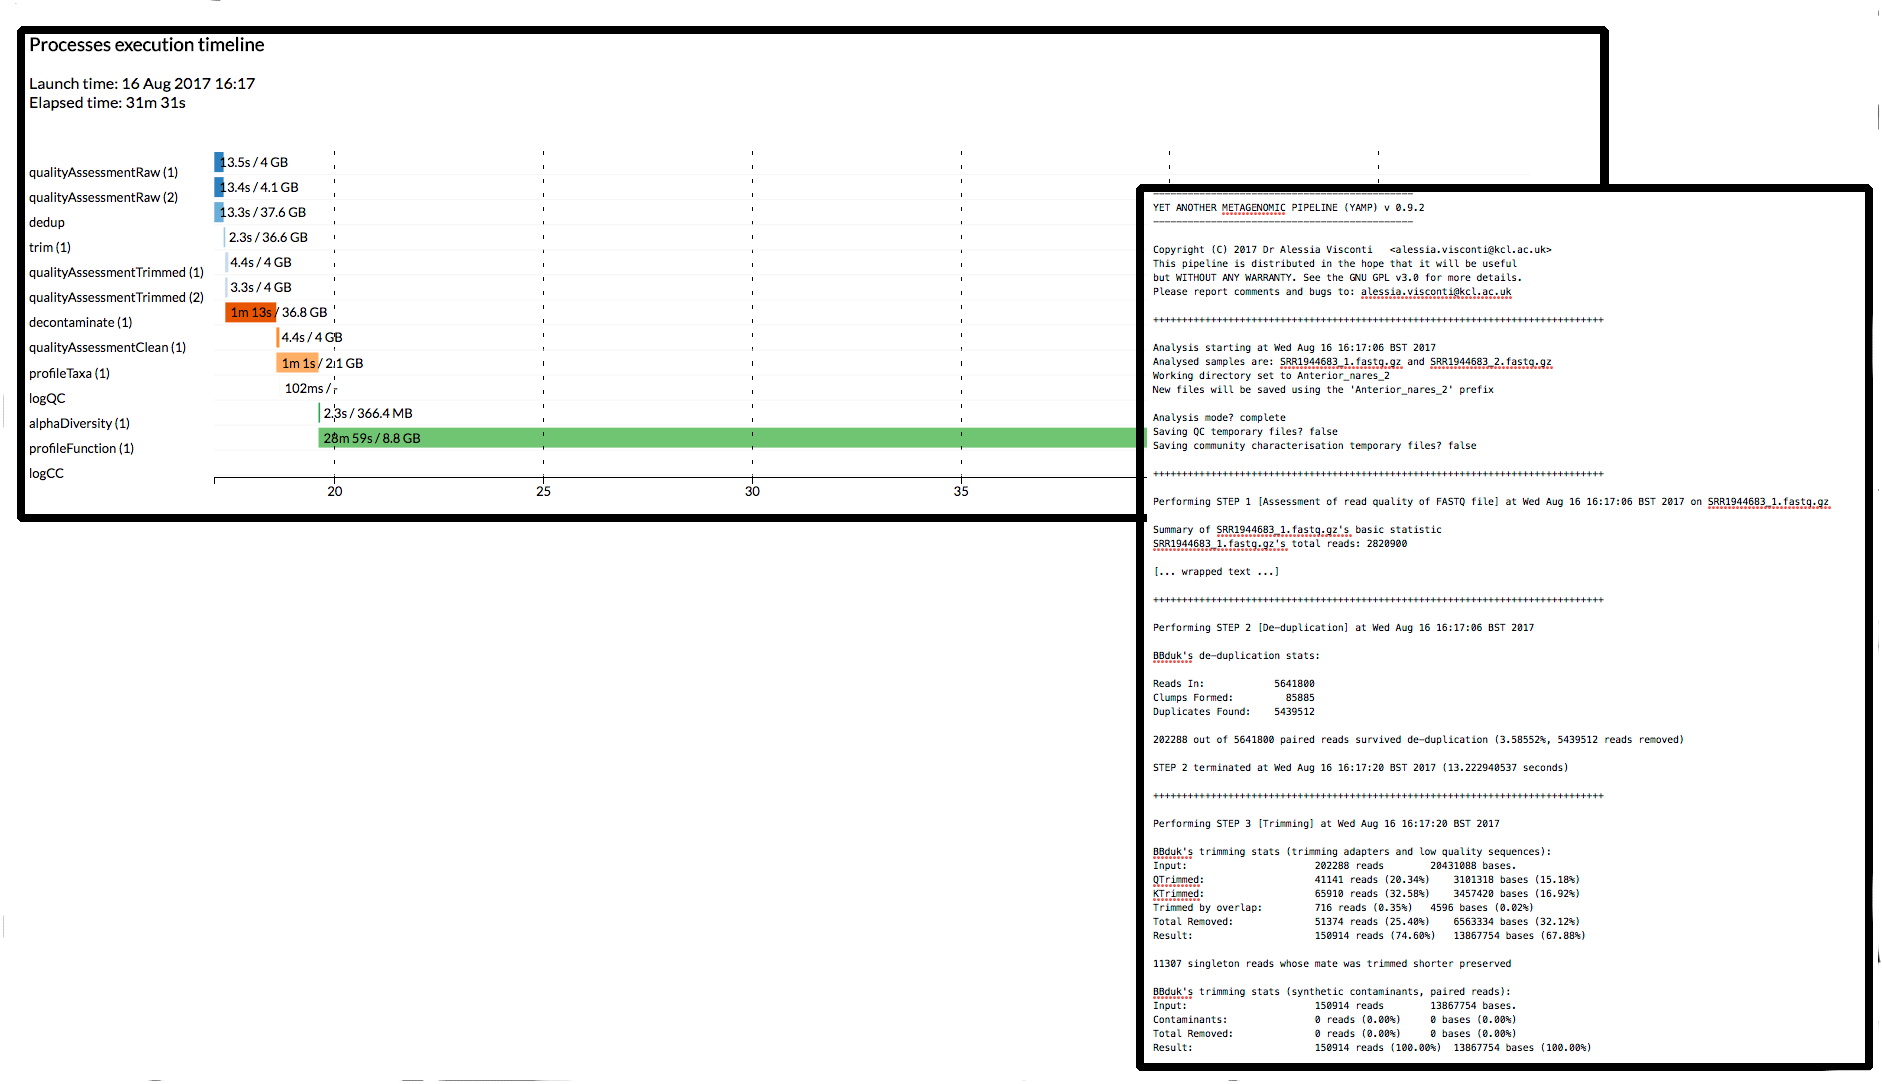 Processes execution timeline
Launch time: 16 Aug 2017 16:17
Elapsed time: 31m 31s
13.5s / 4 GB
qualityAssessmentRaw (1)
13.4s / 4.1 GB
qualityAssessmentRaw (2)
13.3s / 37.6 GB
dedup
2.3s / 36.6 GB
trim (1)
4.4s / 4 GB
qualityAssessmentTrimmed (1)
3.3s / 4 GB
qualityAssessmentTrimmed (2)
1m 13s / 36.8 GB
decontaminate (1)
4.4s / 4 GB
qualityAssessmentClean (1)
1m 1s / 2.1 GB
profileTaxa (1)
102ms /
logQC
2.3s / 366.4 MB
alphaDiversity (1)
28m 59s / 8.8 GB
profileFunction (1)
logCC
20 25 30 35
YET ANOTHER METAGENOMIC PIPELINE (YAMP) v 0.9.2
Copyright (C) 2017 Dr Alessia Visconti <alessia.visconti@kcl.ac.uk>
This pipeline is distributed in the hope that it will be useful
but WITHOUT ANY WARRANTY. See the GNU GPL v3.0 for more details.
Please report comments and bugs to: alessia.visconti@kcl.ac.uk
++++++++++++++++++++++++++++++++++++++++++++++++++++++++++++++++++++++++++++++
Analysis starting at Wed Aug 16 16:17:06 BST 2017
Analysed samples are: SRR1944683_1.fastq.gz and SRR1944683_2.fastq.gz
Working directory set to Anterior_nares_2
New files will be saved using the 'Anterior_nares_2' prefix
Analysis mode? complete
Saving QC temporary files? false
Saving community characterisation temporary files? false
++++++++++++++++++++++++++++++++++++++++++++++++++++++++++++++++++++++++++++++
Performing STEP 1 [Assessment of read quality of FASTQ file] at Wed Aug 16 16:17:06 BST 2017 on SRR1944683_1.fastq.gz
Summary of SRR1944683_1.fastq.gz's basic statistic
SRR1944683_1.fastq.gz's total reads: 2820900
[... wrapped text ...]
++++++++++++++++++++++++++++++++++++++++++++++++++++++++++++++++++++++++++++++
Performing STEP 2 [De-duplication] at Wed Aug 16 16:17:06 BST 2017
BBduk's de-duplication stats:
Reads In: 5641800
Clumps Formed: 85885
Duplicates Found: 5439512
202288 out of 5641800 paired reads survived de-duplication (3.58552%, 5439512 reads removed)
STEP 2 terminated at Wed Aug 16 16:17:20 BST 2017 (13.222940537 seconds)
++++++++++++++++++++++++++++++++++++++++++++++++++++++++++++++++++++++++++++++
Performing STEP 3 [Trimming] at Wed Aug 16 16:17:20 BST 2017
BBduk's trimming stats (trimming adapters and low quality sequences):
Input: 202288 reads 20431088 bases.
QTrimmed: 41141 reads (20.34%) 3101318 bases (15.18%)
KTrimmed: 65910 reads (32.58%) 3457420 bases (16.92%)
Trimmed by overlap: 716 reads (0.35%) 4596 bases (0.02%)
Total Removed: 51374 reads (25.40%) 6563334 bases (32.12%)
Result: 150914 reads (74.60%) 13867754 bases (67.88%)
11307 singleton reads whose mate was trimmed shorter preserved
BBduk's trimming stats (synthetic contaminants, paired reads):
Input: 150914 reads 13867754 bases.
Contaminants: 0 reads (0.00%) 0 bases (0.00%)
Total Removed: 0 reads (0.00%) 0 bases (0.00%)
Result: 150914 reads (100.00%) 13867754 bases (100.00%)